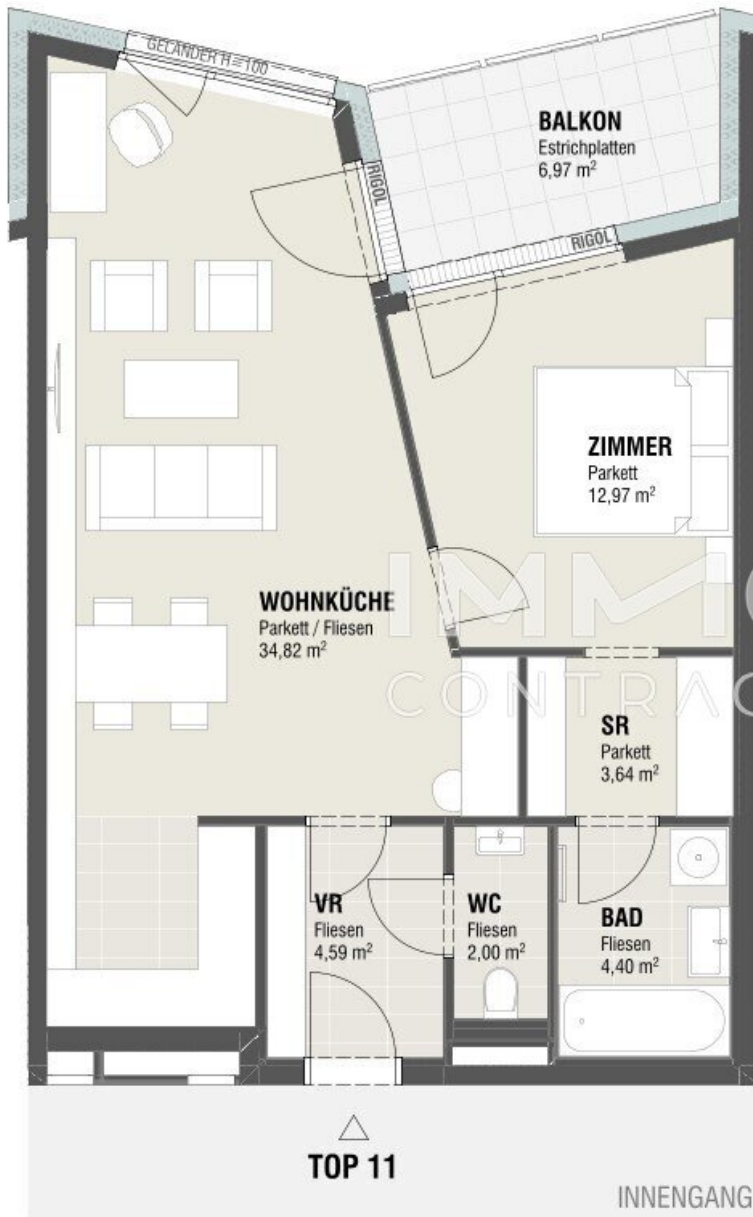 GELÄNDER H=100
BALKON
Estrichplatten
6,97 m²
RIGOL
RIGOL
ZIMMER
Parkett
12,97 m²
IMMO
WOHNKÜCHE
Parkett / Fliesen
34,82 m²
CONTRAC
SR
Parkett
3,64 m²
VR
Fliesen
4,59 m²
WC
Fliesen
2,00 m²
BAD
Fliesen
4,40 m²
TOP 11
INNENGANG